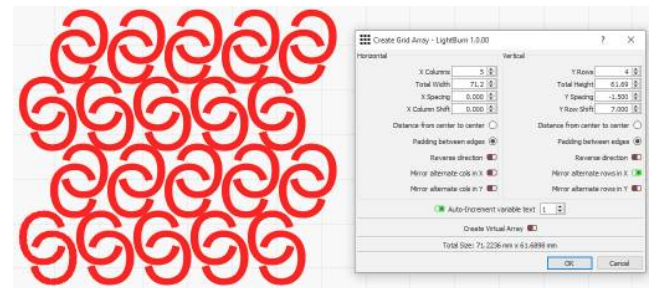 Create Grid Array - LightBurn 1.0.00 ? ×
Horizontal Vertical
X Columns 5 Y Rows 4
Total Width 71.2 Total Height 61.69
X Spacing 0.000 Y Spacing -1.500
X Column Shift 0.000 Y Row Shift 7.000
Distance from center to center Distance from center to center
Padding between edges Padding between edges
Reverse direction Reverse direction
Mirror alternate cols in X Mirror alternate rows in X
Mirror alternate cols in Y Mirror alternate rows in Y
Auto-Increment variable text 1
Create Virtual Array
Total Size: 71.2236 mm x 61.6898 mm
OK Cancel